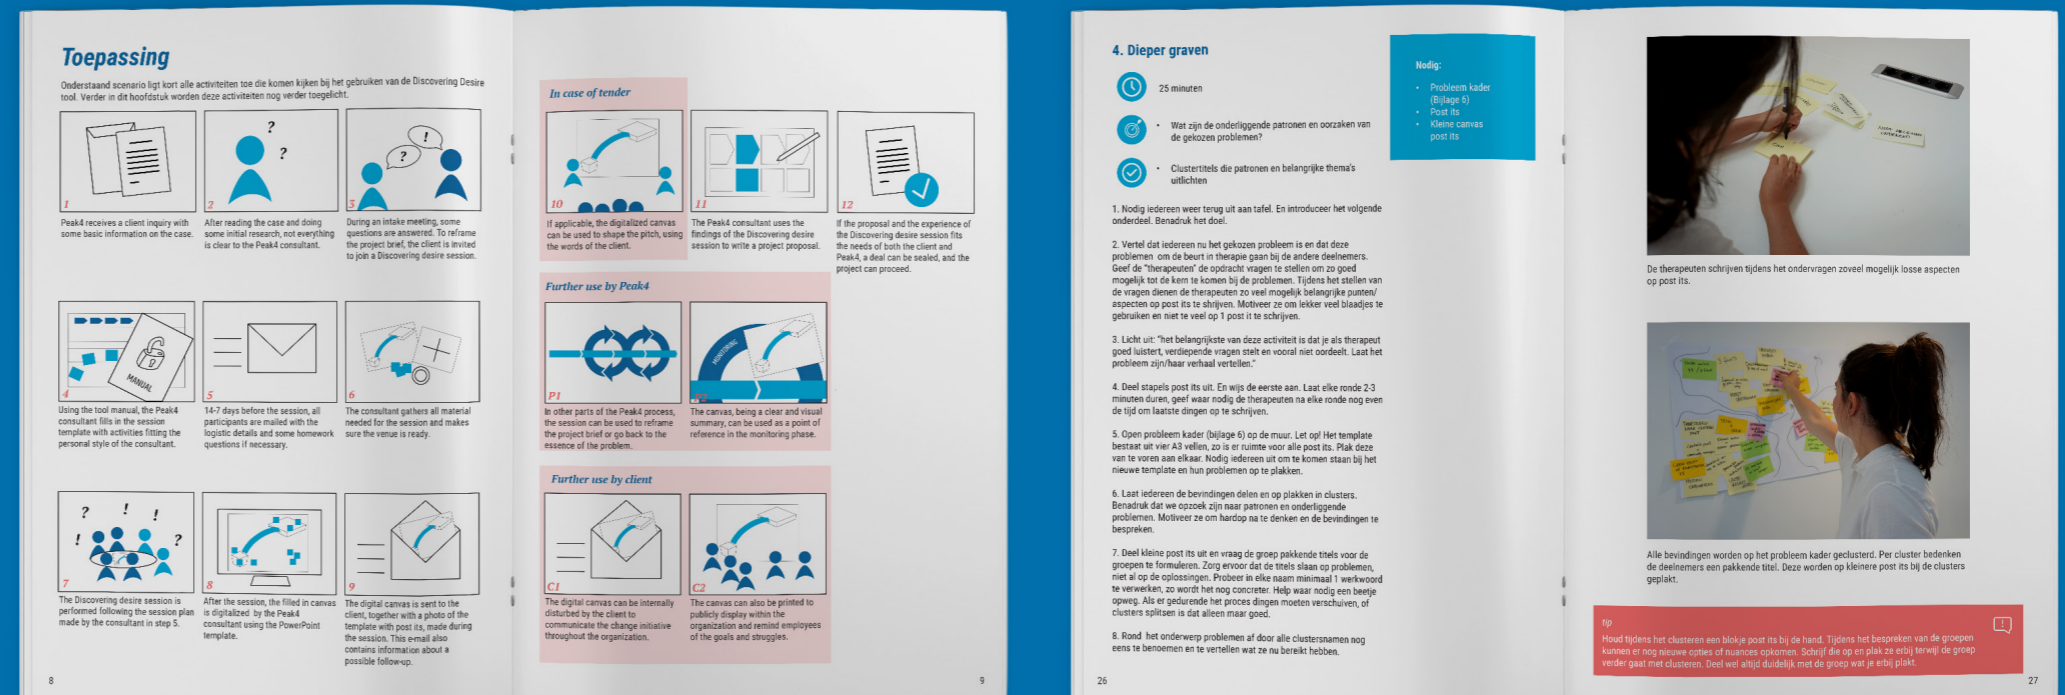 Toepassing
Onderstaand scenario ligt kort alle activiteiten toe die komen kijken bij het gebruiken van de Discovering Desire
tool. Verder in dit hoofdstuk worden deze activiteiten nog verder toegelicht.
1
Peak4 receives a client inquiry with
some basic information on the case.
?
?
2
After reading the case and doing
some initial research, not everything
is clear to the Peak4 consultant.
!
?
3
During an intake meeting, some
questions are answered. To reframe
the project brief, the client is invited
to join a Discovering desire session.
MANUAL
4
Using the tool manual, the Peak4
consultant fills in the session
template with activities fitting the
personal style of the consultant.
5
14-7 days before the session, all
participants are mailed with the
logistic details and some homework
questions if necessary.
6
The consultant gathers all material
needed for the session and makes
sure the venue is ready.
? ! !
! ?
7
The Discovering desire session is
performed following the session plan
made by the consultant in step 5.
8
After the session, the filled in canvas
is digitalized by the Peak4
consultant using the PowerPoint
template.
9
The digital canvas is sent to the
client, together with a photo of the
template with post its, made during
the session. This e-mail also
contains information about a
possible follow-up.
8
In case of tender
10
If applicable, the digitalized canvas
can be used to shape the pitch, using
the words of the client.
11
The Peak4 consultant uses the
findings of the Discovering desire
session to write a project proposal.
12
If the proposal and the experience of
the Discovering desire session fits
the needs of both the client and
Peak4, a deal can be sealed, and the
project can proceed.
Further use by Peak4
P1
In other parts of the Peak4 process,
the session can be used to reframe
the project brief or go back to the
essence of the problem.
MONITORING
P2
The canvas, being a clear and visual
summary, can be used as a point of
reference in the monitoring phase.
Further use by client
C1
The digital canvas can be internally
disturbed by the client to
communicate the change initiative
throughout the organization.
C2
The canvas can also be printed to
publicly display within the
organization and remind employees
of the goals and struggles.
9
4. Dieper graven
25 minuten
• Wat zijn de onderliggende patronen en oorzaken van
de gekozen problemen?
• Clustertitels die patronen en belangrijke thema's
uitlichten
Nodig:
• Probleem kader
(Bijlage 6)
• Post its
• Kleine canvas
post its
1. Nodig iedereen weer terug uit aan tafel. En introduceer het volgende
onderdeel. Benadruk het doel.
2. Vertel dat iedereen nu het gekozen probleem is en dat deze
problemen om de beurt in therapie gaan bij de andere deelnemers.
Geef de "therapeuten" de opdracht vragen te stellen om zo goed
mogelijk tot de kern te komen bij de problemen. Tijdens het stellen van
de vragen dienen de therapeuten zo veel mogelijk belangrijke punten/
aspecten op post its te shrijven. Motiveer ze om lekker veel blaadjes te
gebruiken en niet te veel op 1 post it te schrijven.
3. Licht uit: "het belangrijkste van deze activiteit is dat je als therapeut
goed luistert, verdiepende vragen stelt en vooral niet oordeelt. Laat het
probleem zijn/haar verhaal vertellen."
4. Deel stapels post its uit. En wijs de eerste aan. Laat elke ronde 2-3
minuten duren, geef waar nodig de therapeuten na elke ronde nog even
de tijd om laatste dingen op te schrijven.
5. Open probleem kader (bijlage 6) op de muur. Let op! Het template
bestaat uit vier A3 vellen, zo is er ruimte voor alle post its. Plak deze
van te voren aan elkaar. Nodig iedereen uit om te komen staan bij het
nieuwe template en hun problemen op te plakken.
6. Laat iedereen de bevindingen delen en op plakken in clusters.
Benadruk dat we opzoek zijn naar patronen en onderliggende
problemen. Motiveer ze om hardop na te denken en de bevindingen te
bespreken.
7. Deel kleine post its uit en vraag de groep pakkende titels voor de
groepen te formuleren. Zorg ervoor dat de titels slaan op problemen,
niet al op de oplossingen. Probeer in elke naam minimaal 1 werkwoord
te verwerken, zo wordt het nog concreter. Help waar nodig een beetje
opweg. Als er gedurende het proces dingen moeten verschuiven, of
clusters splitsen is dat alleen maar goed.
8. Rond het onderwerp problemen af door alle clustersnamen nog
eens te benoemen en te vertellen wat ze nu bereikt hebben.
26
De therapeuten schrijven tijdens het ondervragen zoveel mogelijk losse aspecten
op post its.
Alle bevindingen worden op het probleem kader geclusterd. Per cluster bedenken
de deelnemers een pakkende titel. Deze worden op kleinere post its bij de clusters
geplakt.
tip
!
Houd tijdens het clusteren een blokje post its bij de hand. Tijdens het bespreken van de groepen
kunnen er nog nieuwe opties of nuances opkomen. Schrijf die op en plak ze erbij terwijl de groep
verder gaat met clusteren. Deel wel altijd duidelijk met de groep wat je erbij plakt.
27